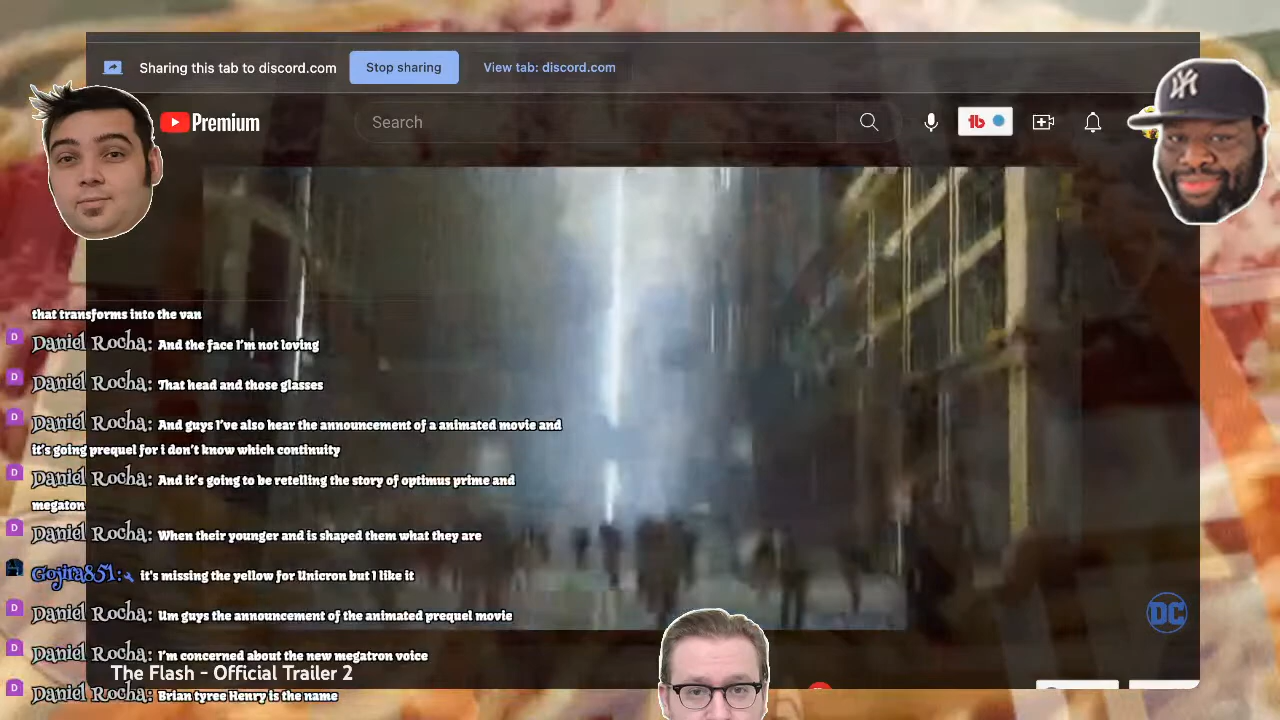 Sharing this tab to discord.com
Stop sharing
View tab: discord.com
Premium
Search
that transforms into the van
Daniel Rocha: And the face I'm not loving
Daniel Rocha: That head and those glasses
Daniel Rocha: And guys I've also hear the announcement of a animated movie and
it's going prequel for i don't know which continuity
Daniel Rocha: And it's going to be retelling the story of optimus prime and
megaton
Daniel Rocha: When their younger and is shaped them what they are
Gojira851: it's missing the yellow for Unicron but I like it
Daniel Rocha: Um guys the announcement of the animated prequel movie
Daniel Rocha: I'm concerned about the new megatron voice
The Flash - Official Trailer 2
Daniel Rocha: Brian tyree Henry is the name
D
D
D
D
D
D
D
D
tb
NY
DC